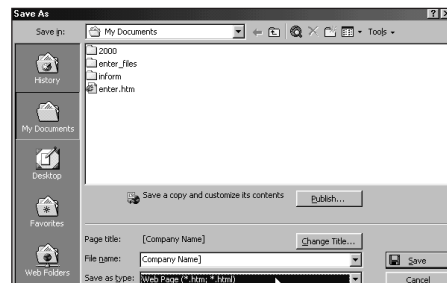 Save As
Save in: My Documents Tools
2000
enter_files
inform
enter.htm
History
My Documents
Desktop
Favorites
Web Folders
Save a copy and customize its contents Publish...
Page title: [Company Name] Change Title...
File name: [Company Name] Save
Save as type: Web Page (*.htm; *.html) Cancel